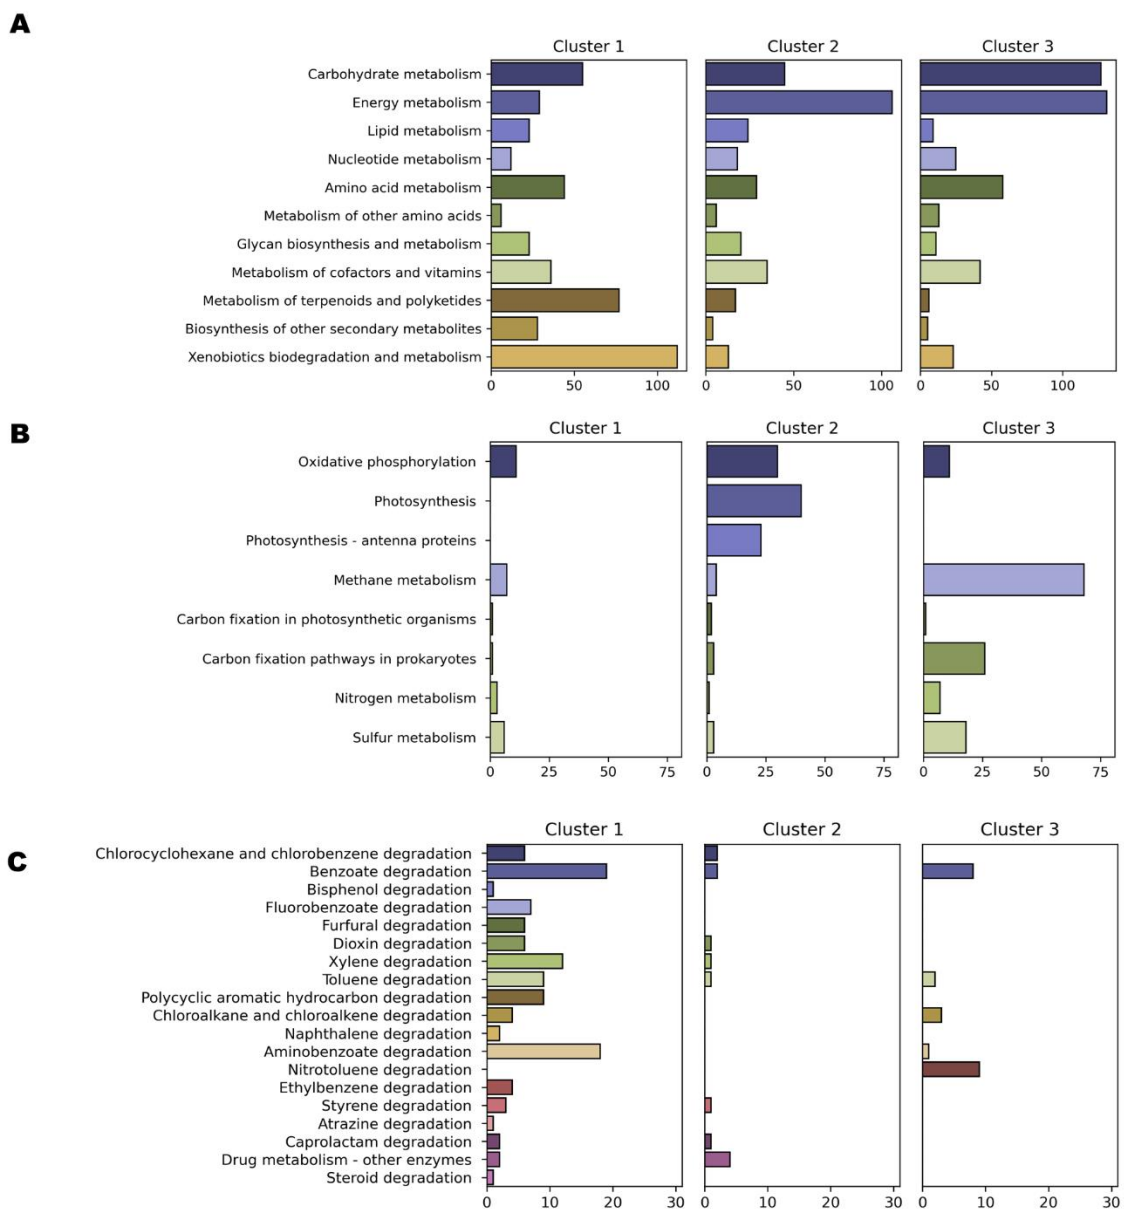 A
Cluster 1
Cluster 2
Cluster 3
Carbohydrate metabolism
Energy metabolism
Lipid metabolism
Nucleotide metabolism
Amino acid metabolism
Metabolism of other amino acids
Glycan biosynthesis and metabolism
Metabolism of cofactors and vitamins
Metabolism of terpenoids and polyketides
Biosynthesis of other secondary metabolites
Xenobiotics biodegradation and metabolism
0 50 100
0 50 100
0 50 100
B
Cluster 1
Cluster 2
Cluster 3
Oxidative phosphorylation
Photosynthesis
Photosynthesis - antenna proteins
Methane metabolism
Carbon fixation in photosynthetic organisms
Carbon fixation pathways in prokaryotes
Nitrogen metabolism
Sulfur metabolism
0 25 50 75
0 25 50 75
0 25 50 75
C
Cluster 1
Cluster 2
Cluster 3
Chlorocyclohexane and chlorobenzene degradation
Benzoate degradation
Bisphenol degradation
Fluorobenzoate degradation
Furfural degradation
Dioxin degradation
Xylene degradation
Toluene degradation
Polycyclic aromatic hydrocarbon degradation
Chloroalkane and chloroalkene degradation
Naphthalene degradation
Aminobenzoate degradation
Nitrotoluene degradation
Ethylbenzene degradation
Styrene degradation
Atrazine degradation
Caprolactam degradation
Drug metabolism - other enzymes
Steroid degradation
0 10 20 30
0 10 20 30
0 10 20 30